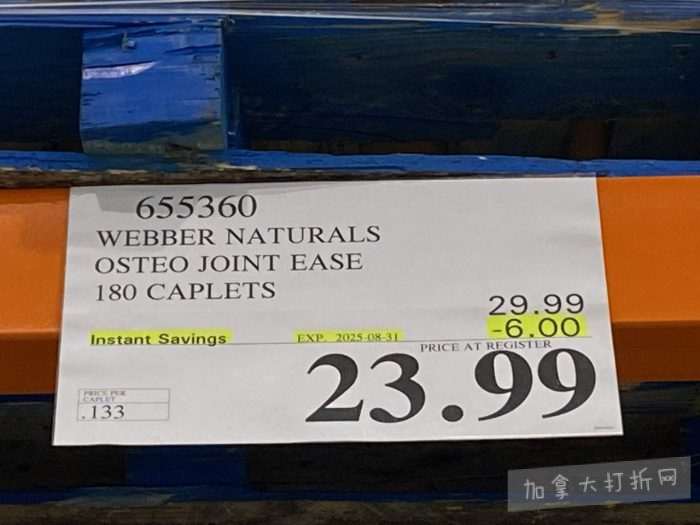 655360
WEBBER NATURALS
OSTEO JOINT EASE
180 CAPLETS
29.99
Instant Savings EXP. 2025-08-31 -6.00
PRICE AT REGISTER
23.99
PRICE PER
CAPLET
.133
加拿大打折网